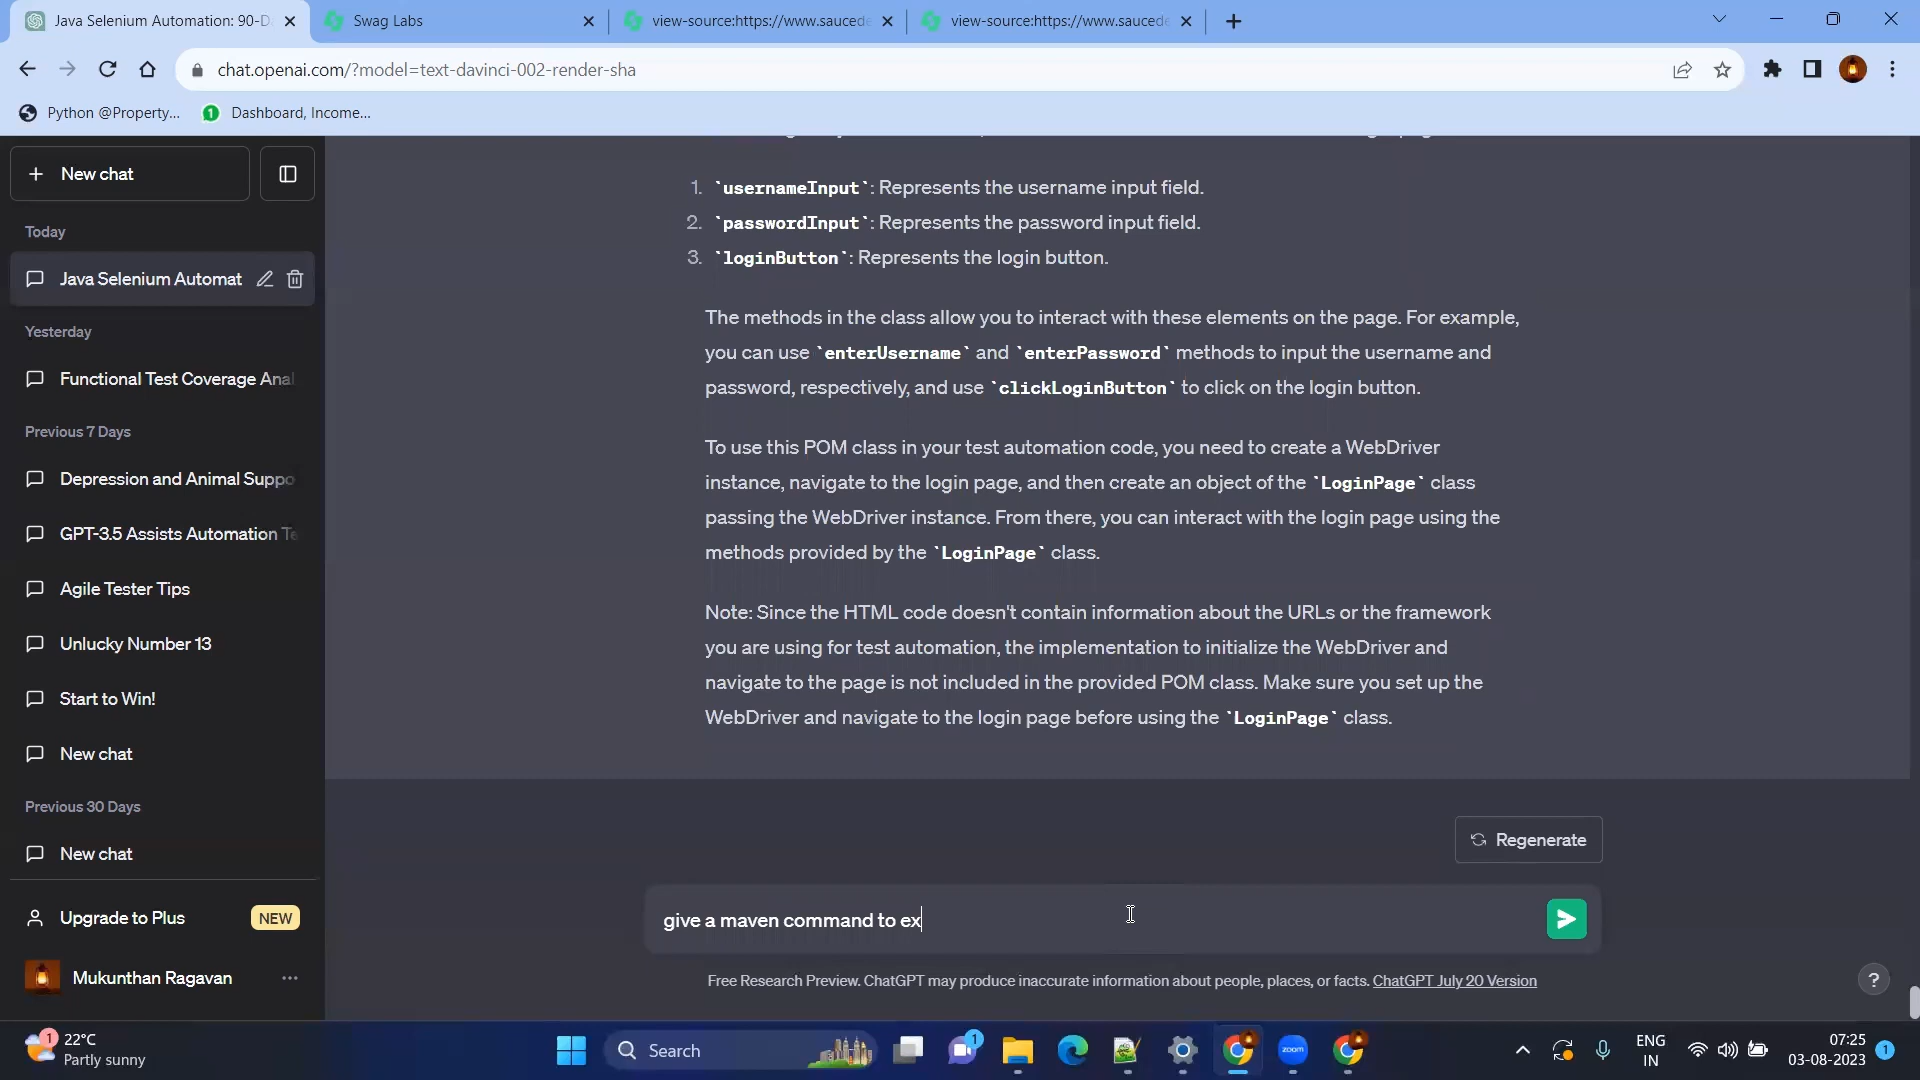 Java Selenium Automation: 90-D
Swag Labs
view-source:https://www.saucede
view-source:https://www.saucede
chat.openai.com/?model=text-davinci-002-render-sha
Python @Property...
Dashboard, Income...
New chat
Today
Java Selenium Automat
Yesterday
Functional Test Coverage Anal
Previous 7 Days
Depression and Animal Suppo
GPT-3.5 Assists Automation Te
Agile Tester Tips
Unlucky Number 13
Start to Win!
New chat
Previous 30 Days
New chat
Upgrade to Plus NEW
Mukunthan Ragavan
1. `usernameInput`: Represents the username input field.
2. `passwordInput`: Represents the password input field.
3. `loginButton`: Represents the login button.
The methods in the class allow you to interact with these elements on the page. For example,
you can use `enterUsername` and `enterPassword` methods to input the username and
password, respectively, and use `clickLoginButton` to click on the login button.
To use this POM class in your test automation code, you need to create a WebDriver
instance, navigate to the login page, and then create an object of the `LoginPage` class
passing the WebDriver instance. From there, you can interact with the login page using the
methods provided by the `LoginPage` class.
Note: Since the HTML code doesn't contain information about the URLs or the framework
you are using for test automation, the implementation to initialize the WebDriver and
navigate to the page is not included in the provided POM class. Make sure you set up the
WebDriver and navigate to the login page before using the `LoginPage` class.
Regenerate
give a maven command to ex
Free Research Preview. ChatGPT may produce inaccurate information about people, places, or facts. ChatGPT July 20 Version
?
1
22°C
Partly sunny
Search
1
zoom
ENG
IN
07:25
03-08-2023
1